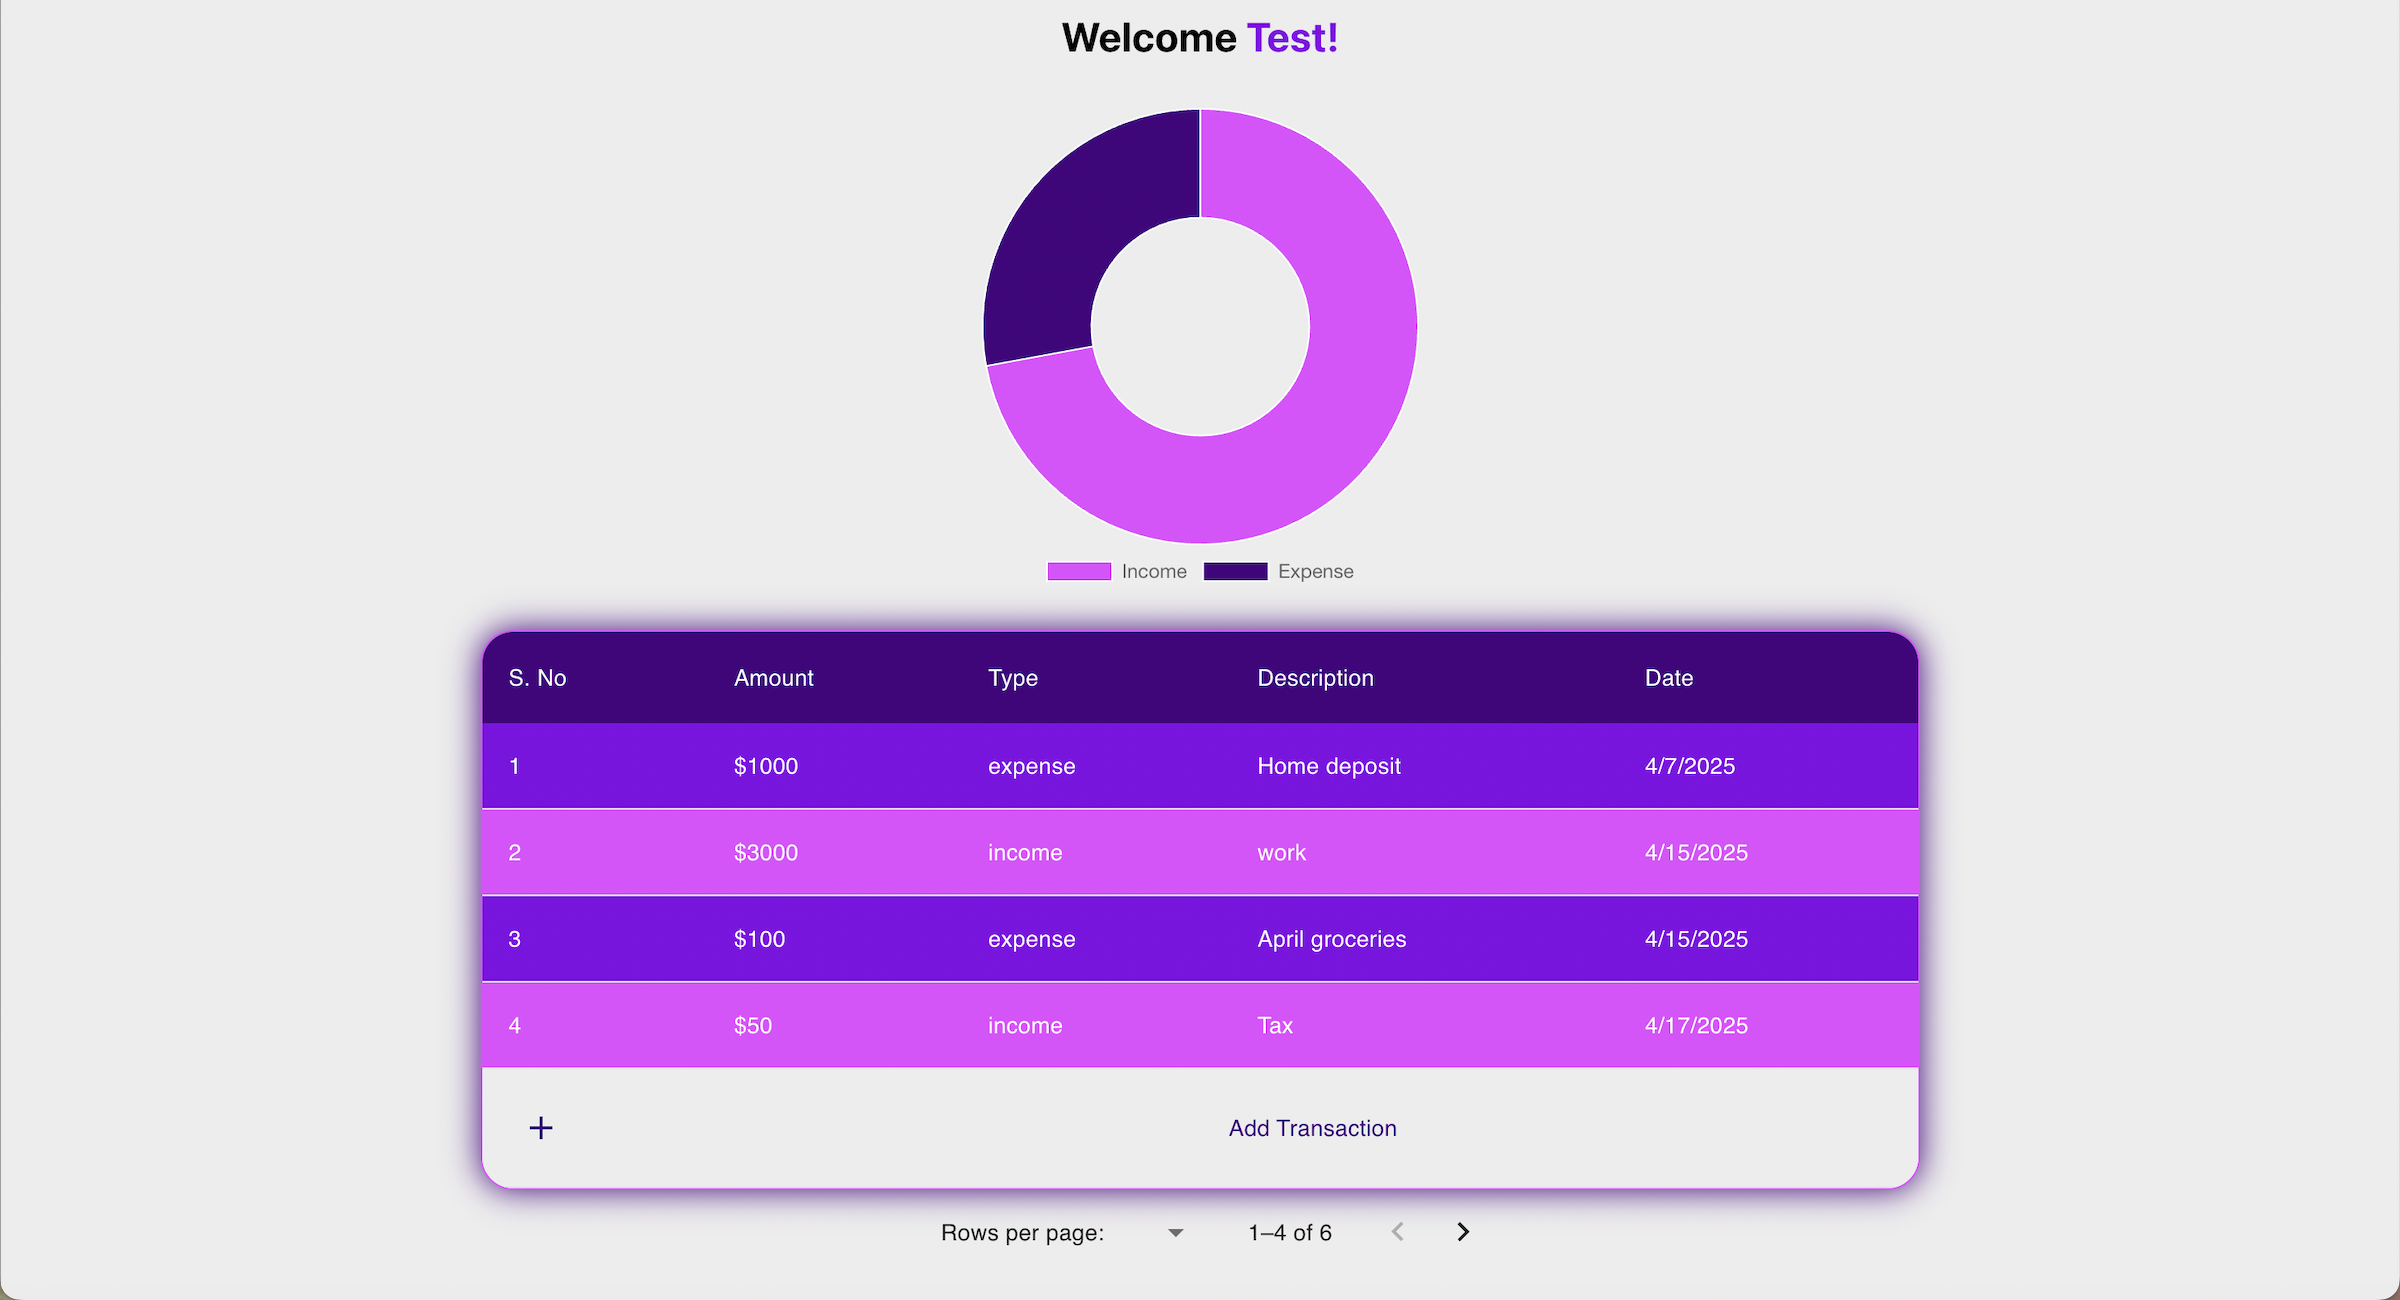 Welcome Test!
Income Expense
S. No Amount Type Description Date
1 $1000 expense Home deposit 4/7/2025
2 $3000 income work 4/15/2025
3 $100 expense April groceries 4/15/2025
4 $50 income Tax 4/17/2025
+ Add Transaction
Rows per page: 1–4 of 6